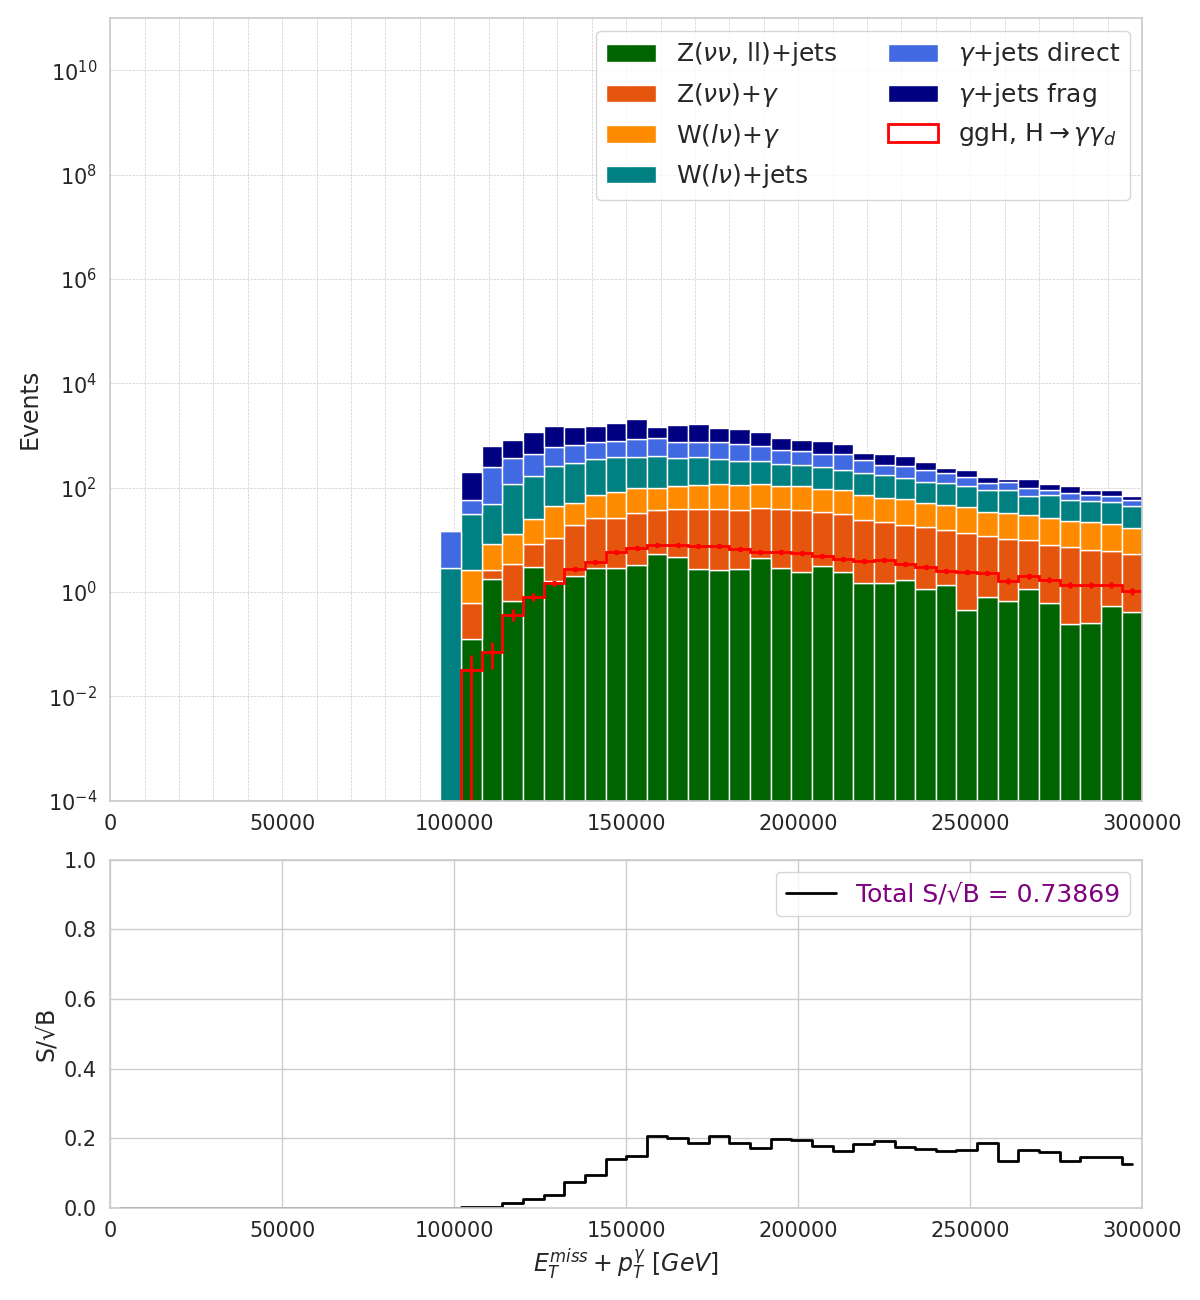 Z(νν, ll)+jets
Z(νν)+γ
W(lν)+γ
W(lν)+jets
γ+jets direct
γ+jets frag
ggH, H→γγ_d
Events
10^10
10^8
10^6
10^4
10^2
10^0
10^−2
10^−4
0 50000 100000 150000 200000 250000 300000
Total S/√B = 0.73869
S/√B
1.0
0.8
0.6
0.4
0.2
0.0
0 50000 100000 150000 200000 250000 300000
E_T^miss + p_T^γ [GeV]